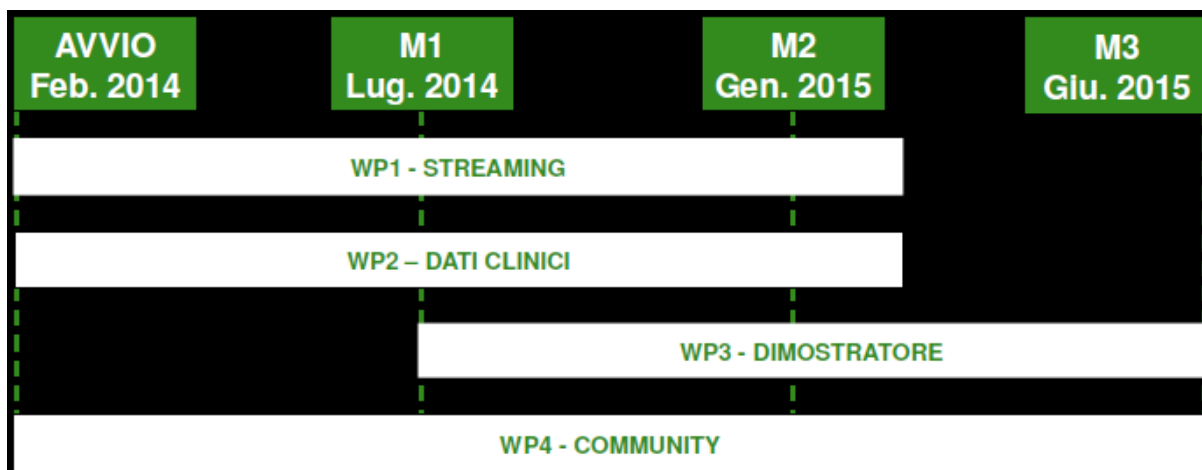 AVVIO
Feb. 2014
M1
Lug. 2014
M2
Gen. 2015
M3
Giu. 2015
WP1 - STREAMING
WP2 – DATI CLINICI
WP3 - DIMOSTRATORE
WP4 - COMMUNITY